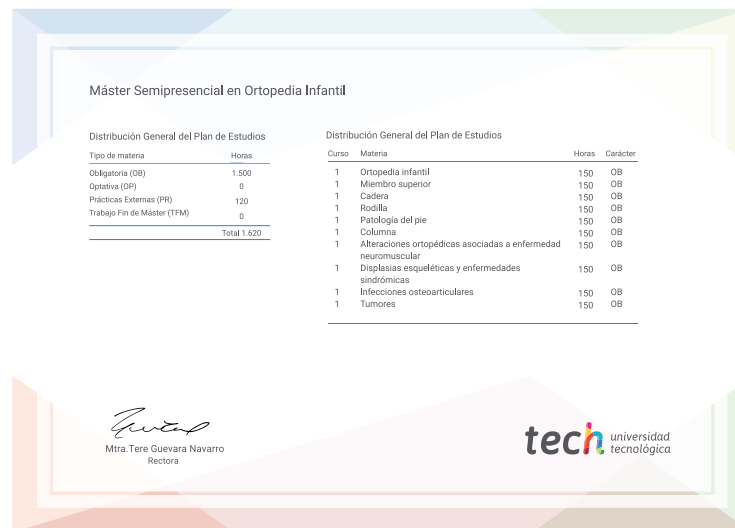 Máster Semipresencial en Ortopedia Infantil
Distribución General del Plan de Estudios
Tipo de materia Horas
Obligatoria (OB) 1.500
Optativa (OP) 0
Prácticas Externas (PR) 120
Trabajo Fin de Máster (TFM) 0
Total 1.620
Distribución General del Plan de Estudios
Curso Materia Horas Carácter
1 Ortopedia infantil 150 OB
1 Miembro superior 150 OB
1 Cadera 150 OB
1 Rodilla 150 OB
1 Patología del pie 150 OB
1 Columna 150 OB
1 Alteraciones ortopédicas asociadas a enfermedad 150 OB
neuromuscular
1 Displasias esqueléticas y enfermedades 150 OB
sindrómicas
1 Infecciones osteoarticulares 150 OB
1 Tumores 150 OB
Mtra.Tere Guevara Navarro
Rectora
tech universidad
tecnológica